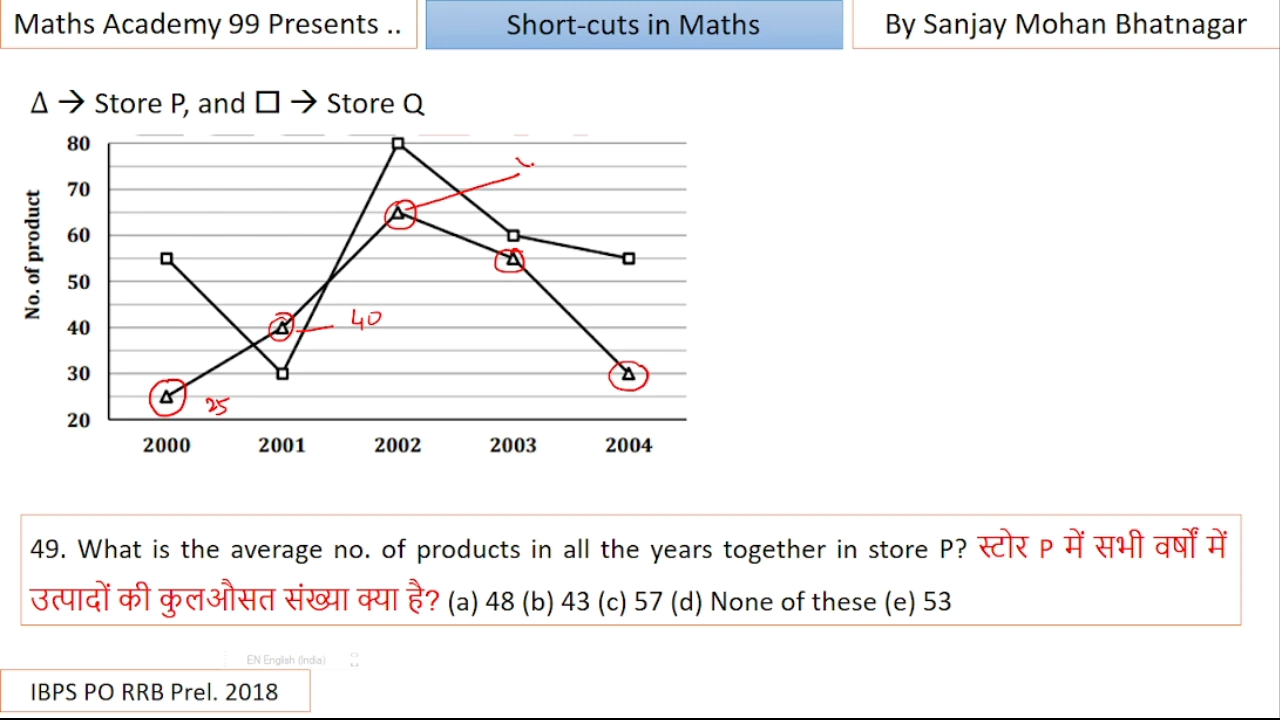 Maths Academy 99 Presents ..
Short-cuts in Maths
By Sanjay Mohan Bhatnagar
Δ → Store P, and □ → Store Q
No. of product
80
70
60
50
40
30
20
40
25
2000 2001 2002 2003 2004
49. What is the average no. of products in all the years together in store P? स्टोर P में सभी वर्षों में
उत्पादों की कुलऔसत संख्या क्या है? (a) 48 (b) 43 (c) 57 (d) None of these (e) 53
EN English (India)
IBPS PO RRB Prel. 2018